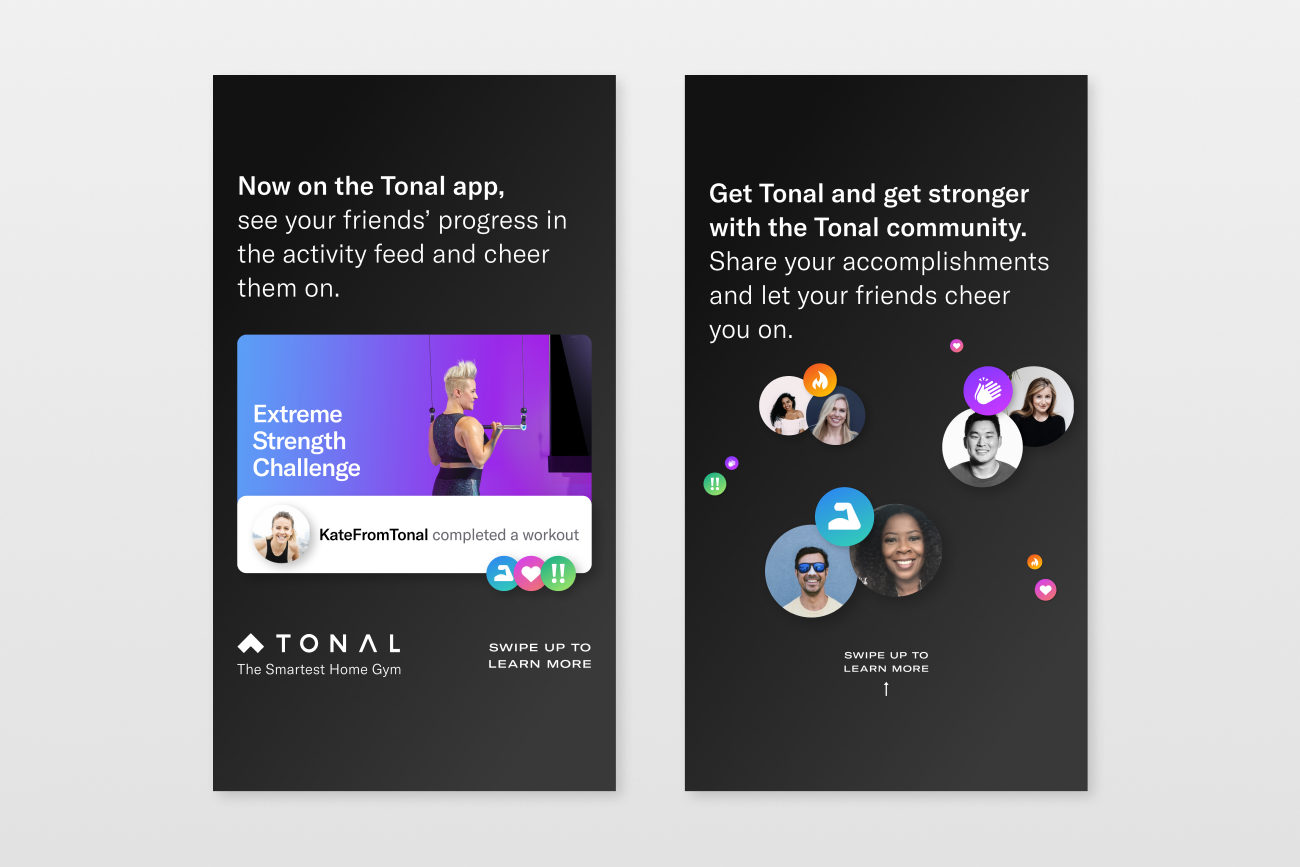 Now on the Tonal app,
see your friends’ progress in
the activity feed and cheer
them on.
Extreme
Strength
Challenge
KateFromTonal completed a workout
!!
TONAL
The Smartest Home Gym
SWIPE UP TO
LEARN MORE
Get Tonal and get stronger
with the Tonal community.
Share your accomplishments
and let your friends cheer
you on.
!!
SWIPE UP TO
LEARN MORE